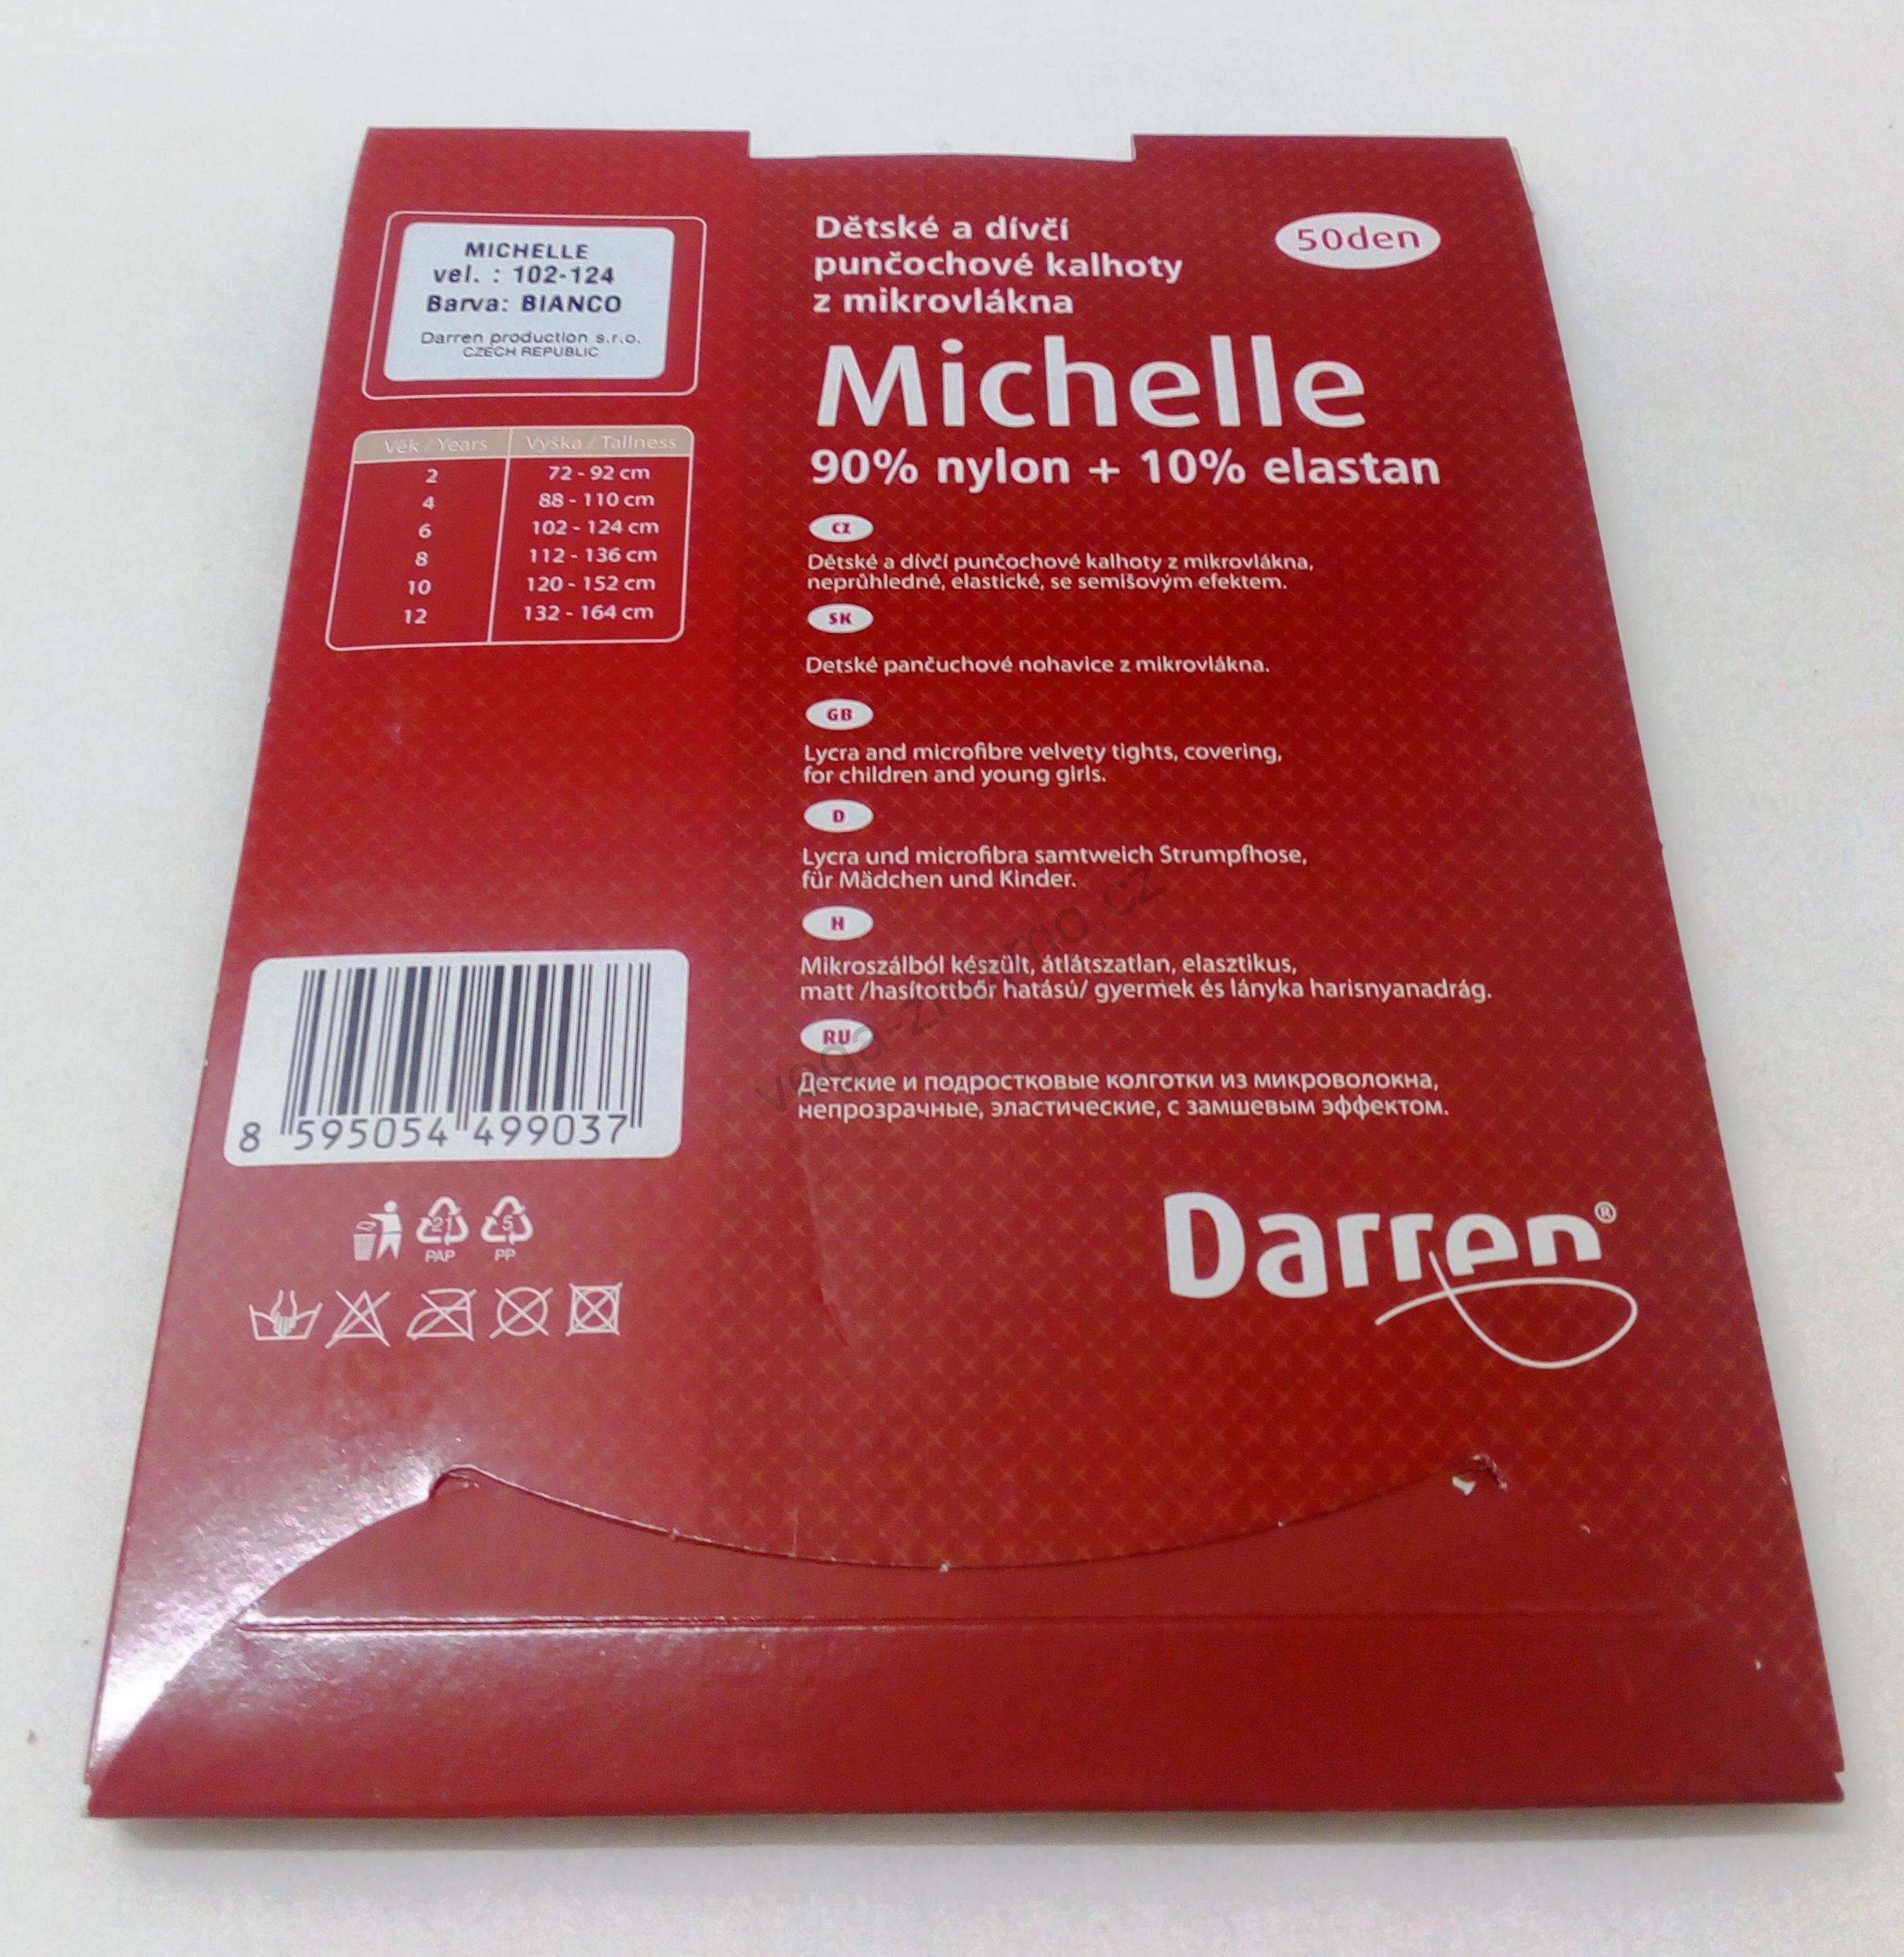 MICHELLE
vel. : 102-124
Barva: BIANCO
Darren production s.r.o.
CZECH REPUBLIC
Věk / Years Výška / Tallness
2 72 - 92 cm
4 88 - 110 cm
6 102 - 124 cm
8 112 - 136 cm
10 120 - 152 cm
12 132 - 164 cm
8 595054 499037
21 5
PAP PP
Dětské a dívčí
punčochové kalhoty
z mikrovlákna
50den
Michelle
90% nylon + 10% elastan
CZ
Dětské a dívčí punčochové kalhoty z mikrovlákna,
neprůhledné, elastické, se semišovým efektem.
SK
Detské pančuchové nohavice z mikrovlákna.
GB
Lycra and microfibre velvety tights, covering,
for children and young girls.
D
Lycra und microfibra samtweich Strumpfhose,
für Mädchen und Kinder.
H
Mikroszálból készült, átlátszatlan, elasztikus,
matt /hasítottbőr hatású/ gyermek és lányka harisnyanadrág.
RU
Детские и подростковые колготки из микроволокна,
непрозрачные, эластические, с замшевым эффектом.
Darren®